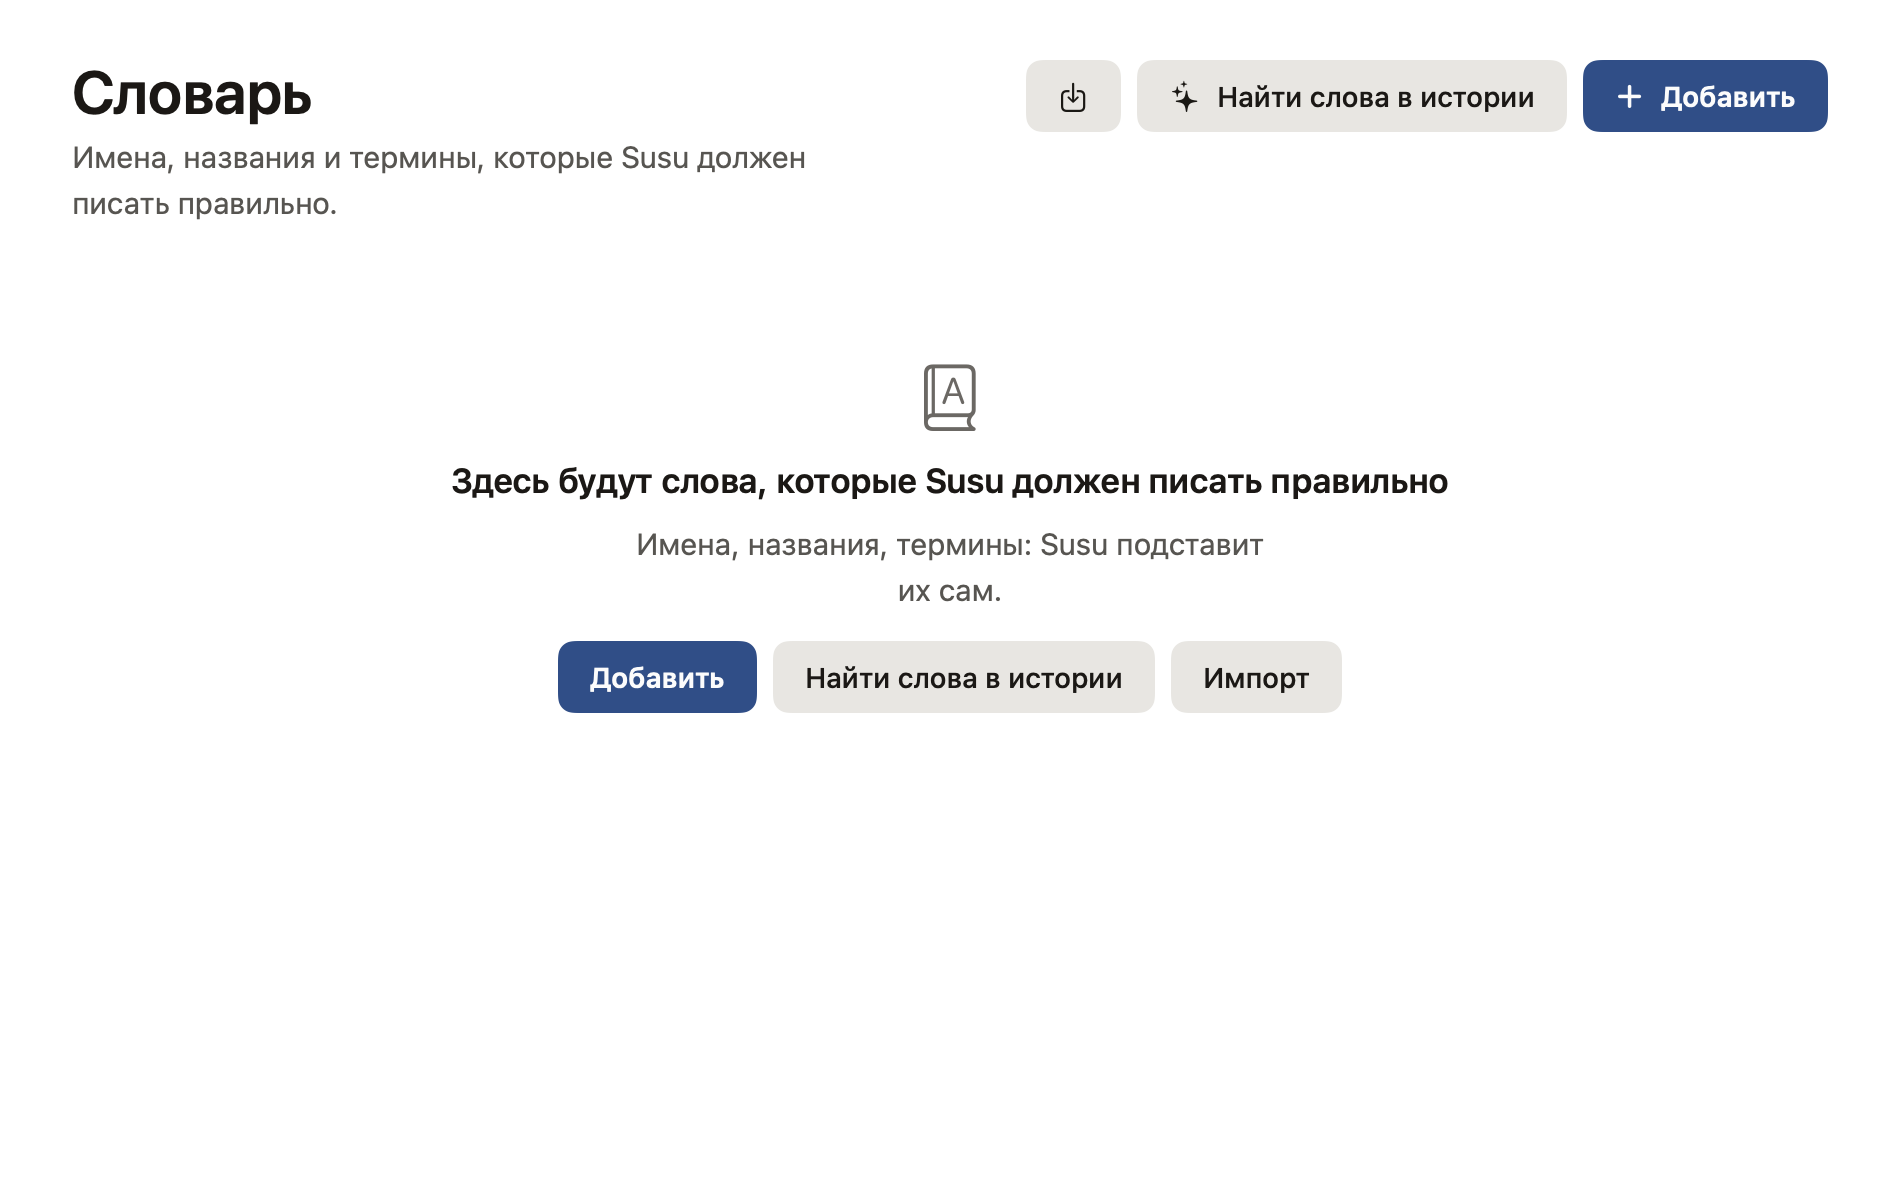 Словарь
Найти слова в истории
Добавить
Имена, названия и термины, которые Susu должен
писать правильно.
A
Здесь будут слова, которые Susu должен писать правильно
Имена, названия, термины: Susu подставит
их сам.
Добавить
Найти слова в истории
Импорт